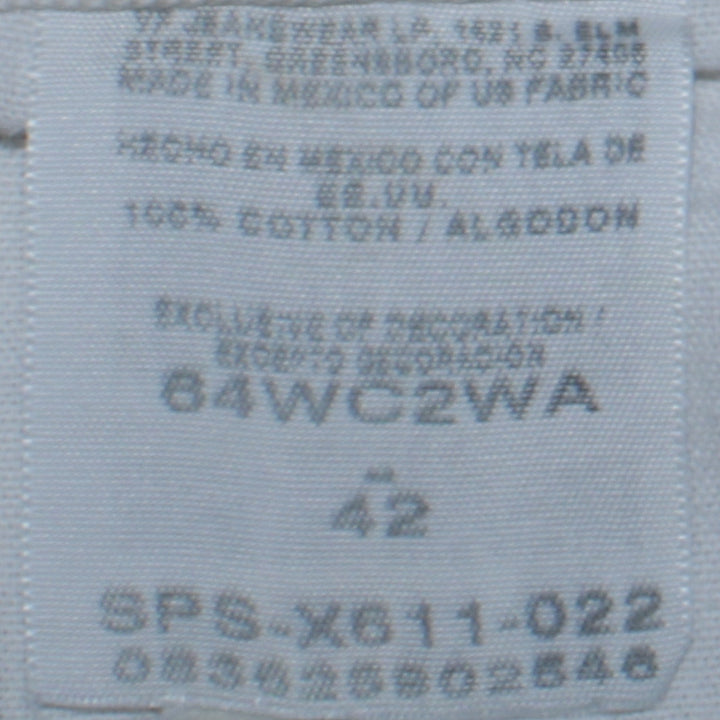 VF JEANSWEAR LP, 1421 S. ELM
STREET, GREENSBORO, NC 27406
MADE IN MEXICO OF US FABRIC
HECHO EN MEXICO CON TELA DE
EE.UU.
100% COTTON / ALGODON
EXCLUSIVE OF DECORATION /
EXCEPTO DECORACION
64WC2WA
42
SPS-X611-022